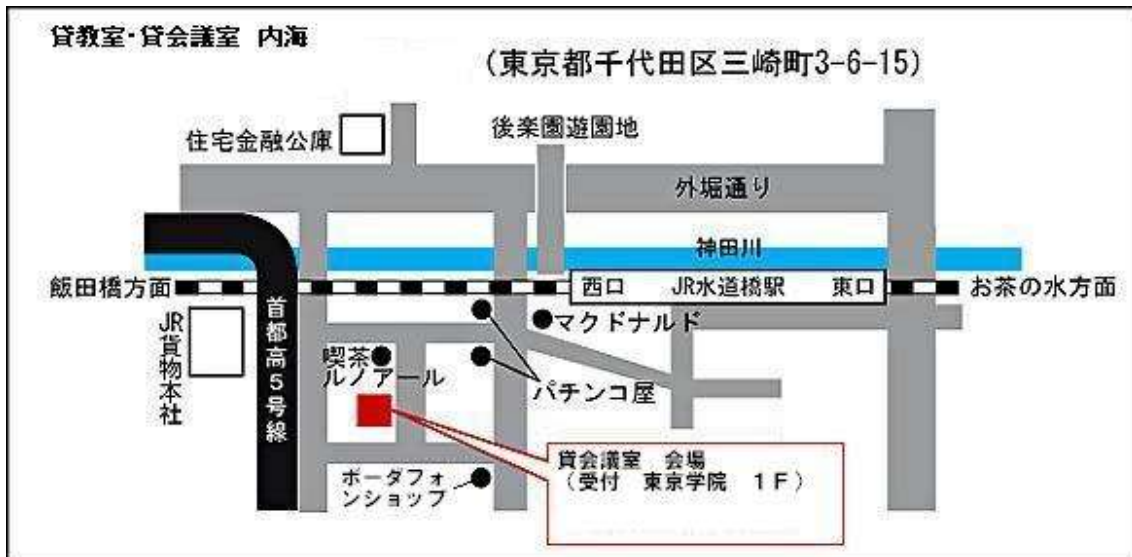 貸教室・貸会議室 内海
(東京都千代田区三崎町3-6-15)
住宅金融公庫
後楽園遊園地
外堀通り
神田川
飯田橋方面
西口 JR水道橋駅 東口
お茶の水方面
首都高5号線
JR貨物本社
マクドナルド
喫茶
ルノアール
パチンコ屋
貸会議室 会場
(受付 東京学院 1F)
ボーダフォ
ンショップ